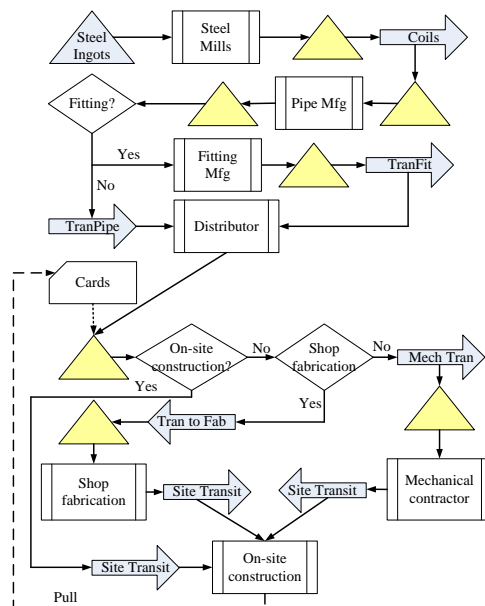 Steel
Ingots
Steel
Mills
Coils
Fitting?
Pipe Mfg
Yes
Fitting
Mfg
TranFit
No
TranPipe
Distributor
Cards
On-site
construction?
No
Shop
fabrication
No
Mech Tran
Yes
Yes
Tran to Fab
Shop
fabrication
Site Transit
Site Transit
Mechanical
contractor
Site Transit
On-site
construction
Pull